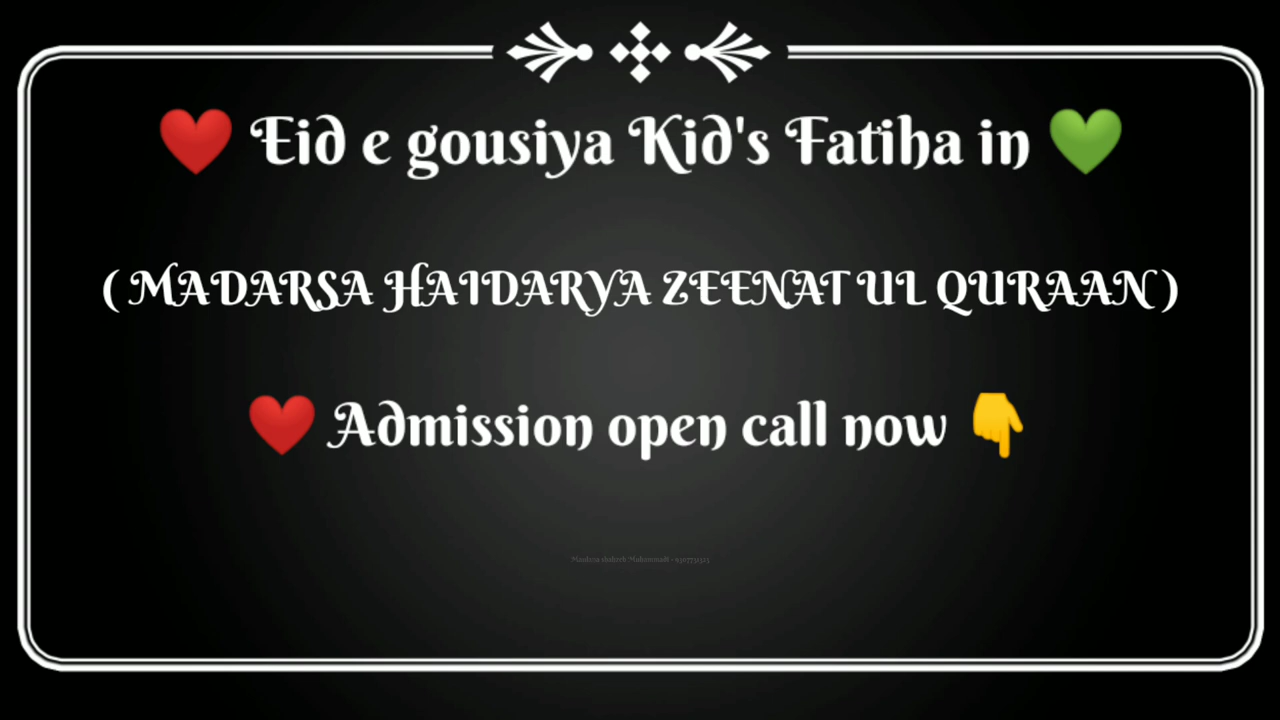 ❤️ Eid e gousiya Kid's Fatiha in 💚
( MADARSA HAIDARYA ZEENAT UL QURAAN )
❤️ Admission open call now 👇